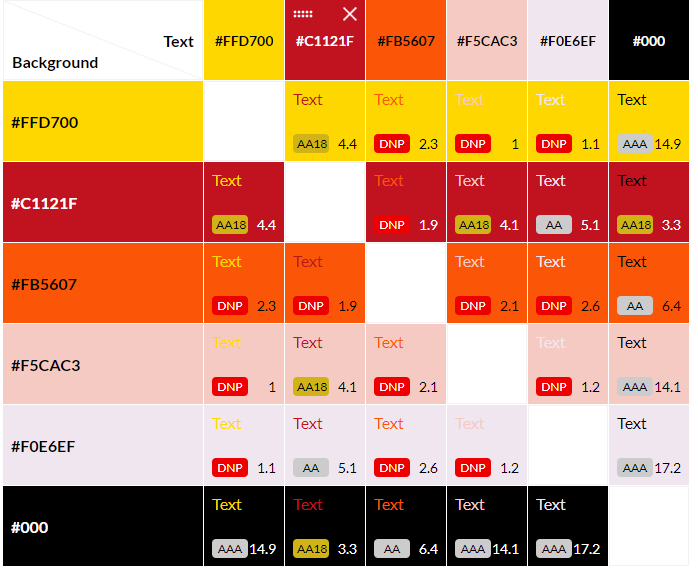 Text #FFD700 #C1121F #FB5607 #F5CAC3 #F0E6EF #000
Background
#FFD700 Text Text Text Text Text
AA18 4.4 DNP 2.3 DNP 1 DNP 1.1 AAA 14.9
#C1121F Text Text Text Text Text
AA18 4.4 DNP 1.9 AA18 4.1 AA 5.1 AA18 3.3
#FB5607 Text Text Text Text Text
DNP 2.3 DNP 1.9 DNP 2.1 DNP 2.6 AA 6.4
#F5CAC3 Text Text Text Text Text
DNP 1 AA18 4.1 DNP 2.1 DNP 1.2 AAA 14.1
#F0E6EF Text Text Text Text Text
DNP 1.1 AA 5.1 DNP 2.6 DNP 1.2 AAA 17.2
#000 Text Text Text Text Text
AAA 14.9 AA18 3.3 AA 6.4 AAA 14.1 AAA 17.2